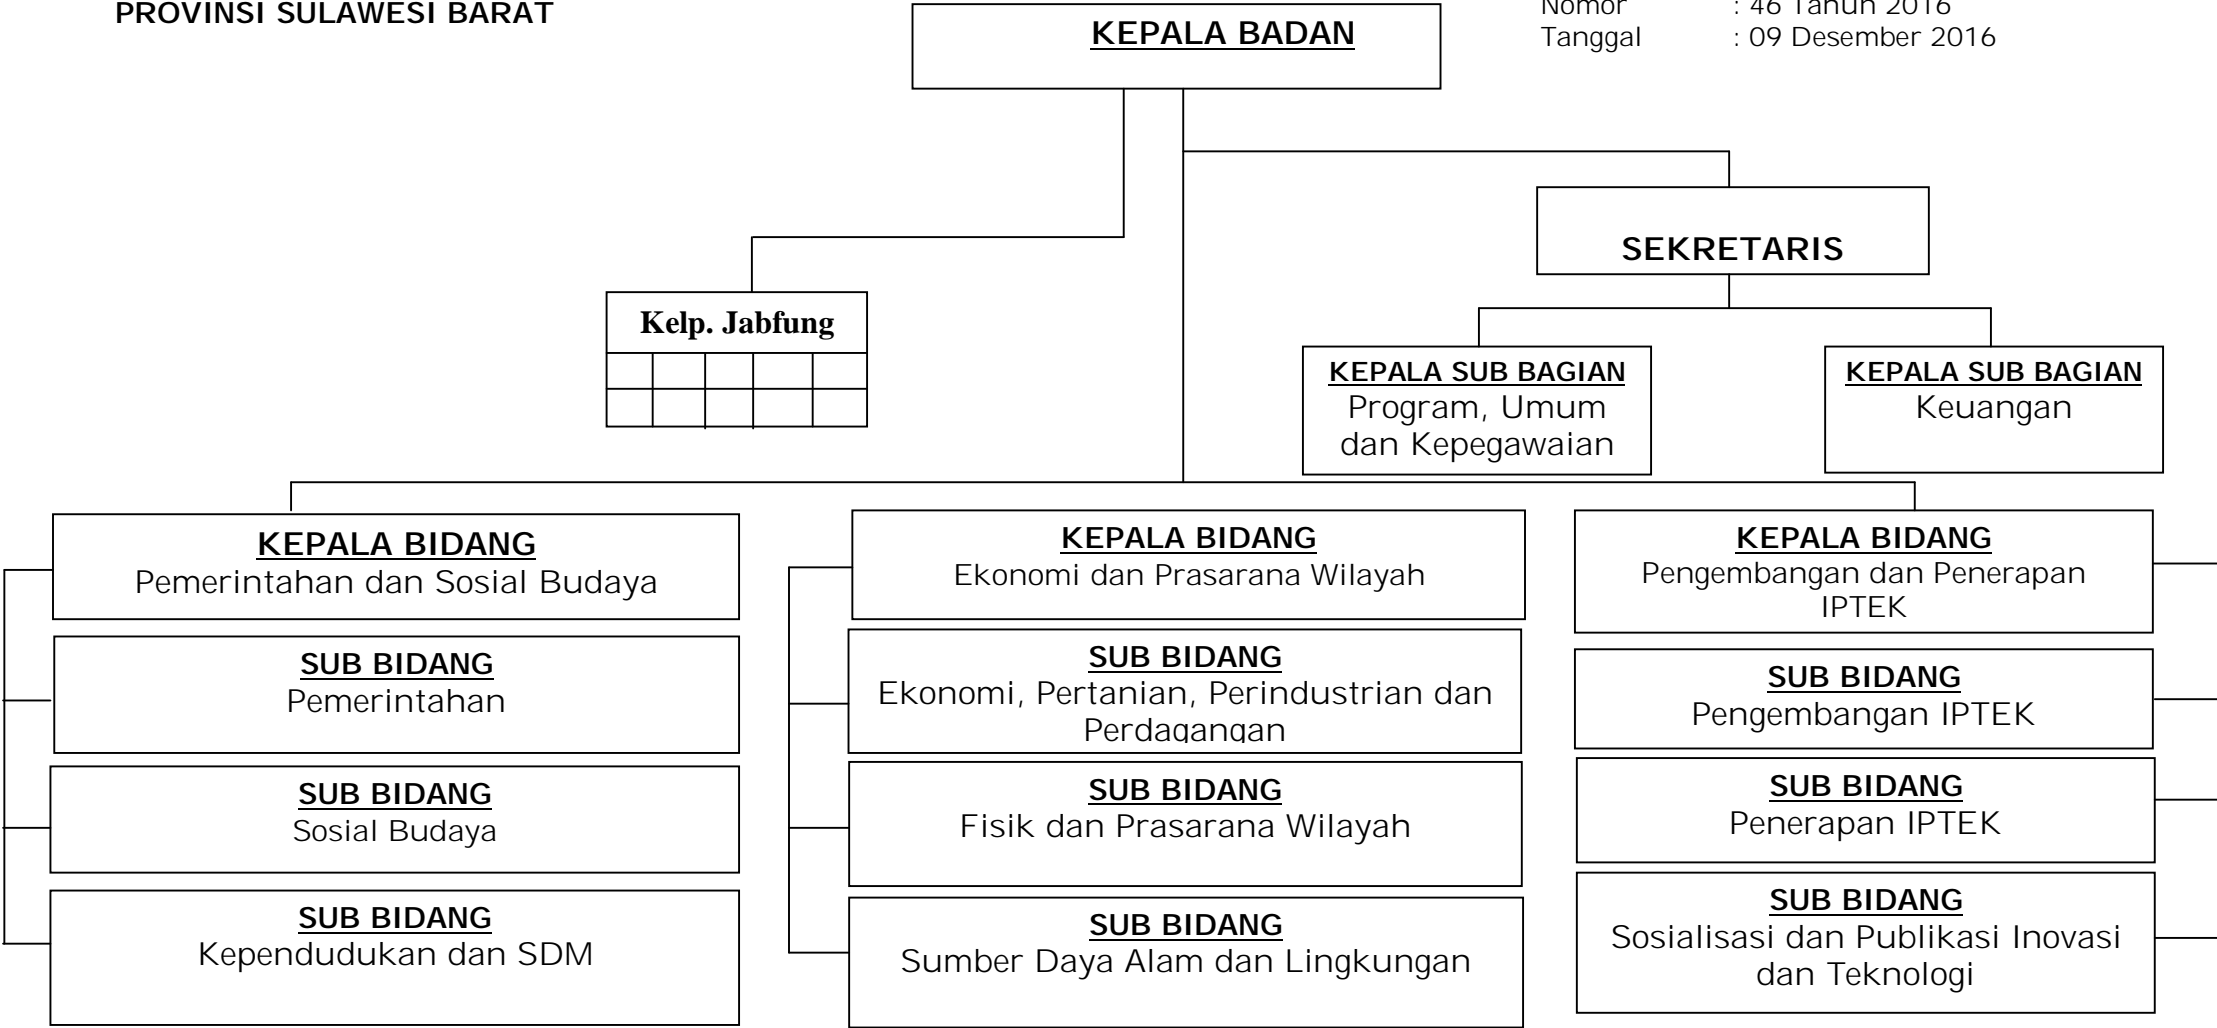 PROVINSI SULAWESI BARAT
Nomor : 46 Tahun 2016
Tanggal : 09 Desember 2016
KEPALA BADAN
SEKRETARIS
Kelp. Jabfung
KEPALA SUB BAGIAN
Program, Umum
dan Kepegawaian
KEPALA SUB BAGIAN
Keuangan
KEPALA BIDANG
Pemerintahan dan Sosial Budaya
SUB BIDANG
Pemerintahan
SUB BIDANG
Sosial Budaya
SUB BIDANG
Kependudukan dan SDM
KEPALA BIDANG
Ekonomi dan Prasarana Wilayah
SUB BIDANG
Ekonomi, Pertanian, Perindustrian dan
Perdagangan
SUB BIDANG
Fisik dan Prasarana Wilayah
SUB BIDANG
Sumber Daya Alam dan Lingkungan
KEPALA BIDANG
Pengembangan dan Penerapan
IPTEK
SUB BIDANG
Pengembangan IPTEK
SUB BIDANG
Penerapan IPTEK
SUB BIDANG
Sosialisasi dan Publikasi Inovasi
dan Teknologi